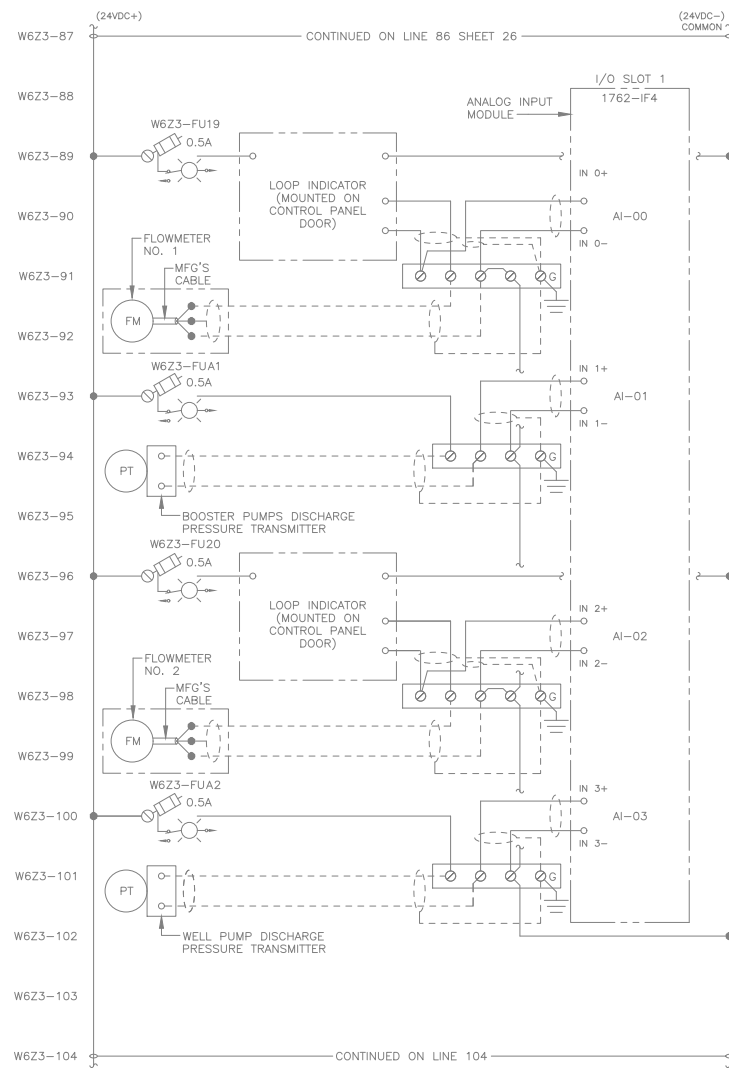 (24VDC+)
(24VDC−)
COMMON
W6Z3−87
CONTINUED ON LINE 86 SHEET 26
I/O SLOT 1
W6Z3−88
1762−IF4
ANALOG INPUT
MODULE
W6Z3−FU19
0.5A
W6Z3−89
IN 0+
LOOP INDICATOR
(MOUNTED ON
CONTROL PANEL
DOOR)
W6Z3−90
AI−00
FLOWMETER
NO. 1
IN 0−
MFG'S
CABLE
W6Z3−91
G
FM
W6Z3−92
W6Z3−FUA1
0.5A
IN 1+
W6Z3−93
AI−01
IN 1−
W6Z3−94
G
PT
W6Z3−95
BOOSTER PUMPS DISCHARGE
PRESSURE TRANSMITTER
W6Z3−FU20
0.5A
W6Z3−96
IN 2+
LOOP INDICATOR
(MOUNTED ON
CONTROL PANEL
DOOR)
W6Z3−97
AI−02
FLOWMETER
NO. 2
IN 2−
MFG'S
CABLE
W6Z3−98
G
FM
W6Z3−99
W6Z3−FUA2
0.5A
IN 3+
W6Z3−100
AI−03
IN 3−
W6Z3−101
G
PT
W6Z3−102
WELL PUMP DISCHARGE
PRESSURE TRANSMITTER
W6Z3−103
W6Z3−104
CONTINUED ON LINE 104